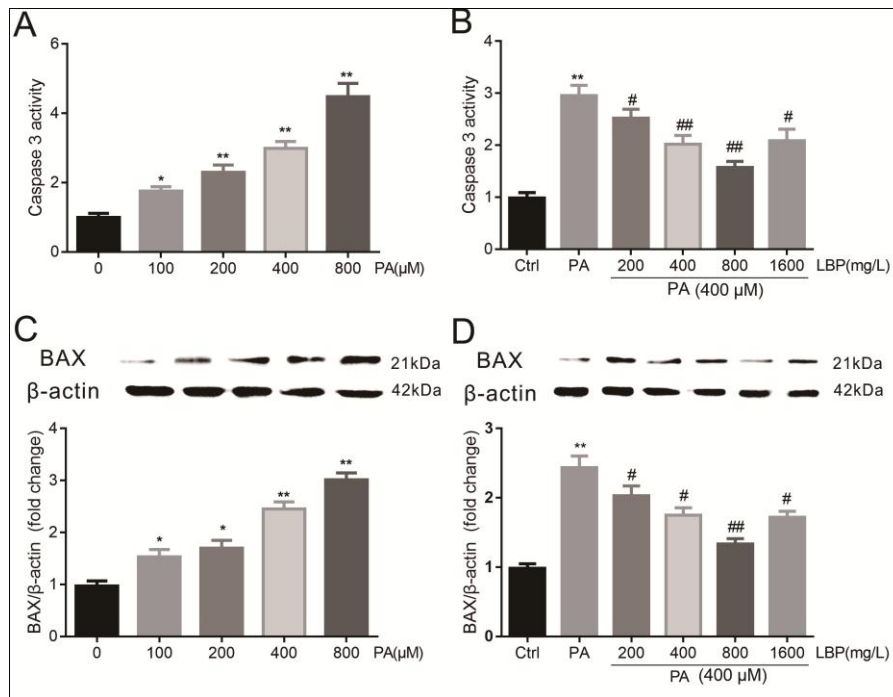 A
Caspase 3 activity
6
4
2
0
*
**
**
**
0 100 200 400 800 PA(μM)
B
Caspase 3 activity
4
3
2
1
0
**
#
##
##
#
Ctrl PA 200 400 800 1600 LBP(mg/L)
PA (400 μM)
C
BAX 21kDa
β-actin 42kDa
BAX/β-actin (fold change)
4
3
2
1
0
*
*
**
**
0 100 200 400 800 PA(μM)
D
BAX 21kDa
β-actin 42kDa
BAX/β-actin (fold change)
3
2
1
0
**
#
#
##
#
Ctrl PA 200 400 800 1600 LBP(mg/L)
PA (400 μM)